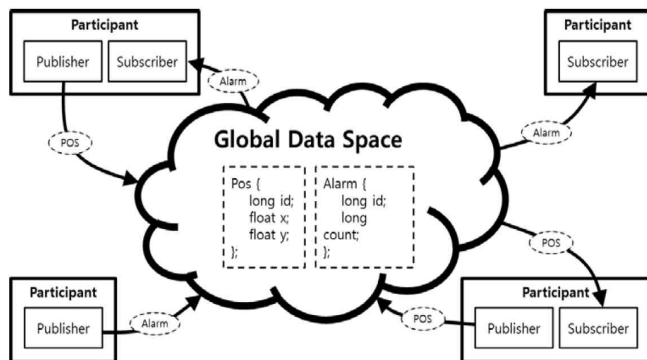 Participant
Publisher
Subscriber
Alarm
POS
Participant
Subscriber
Alarm
Global Data Space
Pos {
long id;
float x;
float y;
};
Alarm {
long id;
long
count;
};
POS
Participant
Publisher
Alarm
POS
Participant
Publisher
Subscriber